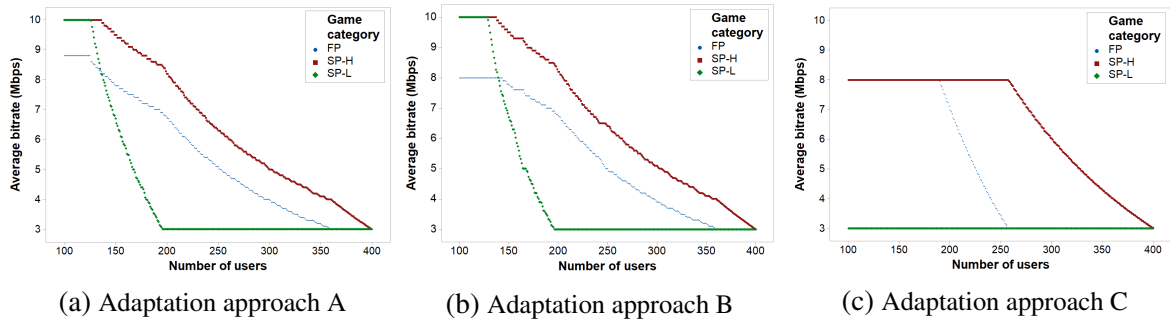 Average bitrate (Mbps)
10
9
8
7
6
5
4
3
100 150 200 250 300 350 400
Number of users
Game
category
FP
SP-H
SP-L
(a) Adaptation approach A
Average bitrate (Mbps)
10
9
8
7
6
5
4
3
100 150 200 250 300 350 400
Number of users
Game
category
FP
SP-H
SP-L
(b) Adaptation approach B
Average bitrate (Mbps)
10
9
8
7
6
5
4
3
100 150 200 250 300 350 400
Number of users
Game
category
FP
SP-H
SP-L
(c) Adaptation approach C